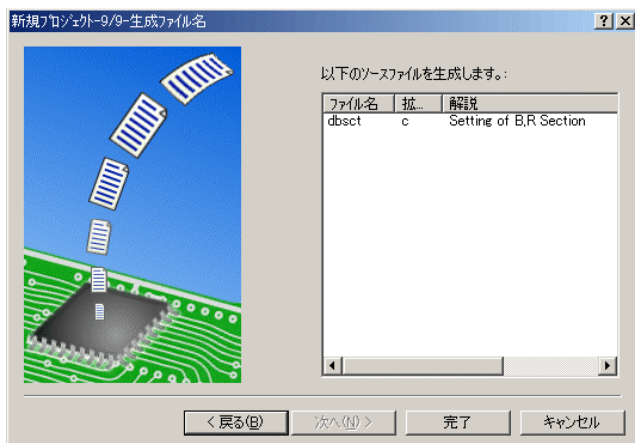 新規プロジェクト-9/9-生成ファイル名
以下のソースファイルを生成します。:
ファイル名 拡... 解説
dbsct c Setting of B,R Section
< 戻る(B) 次へ(N) > 完了 キャンセル